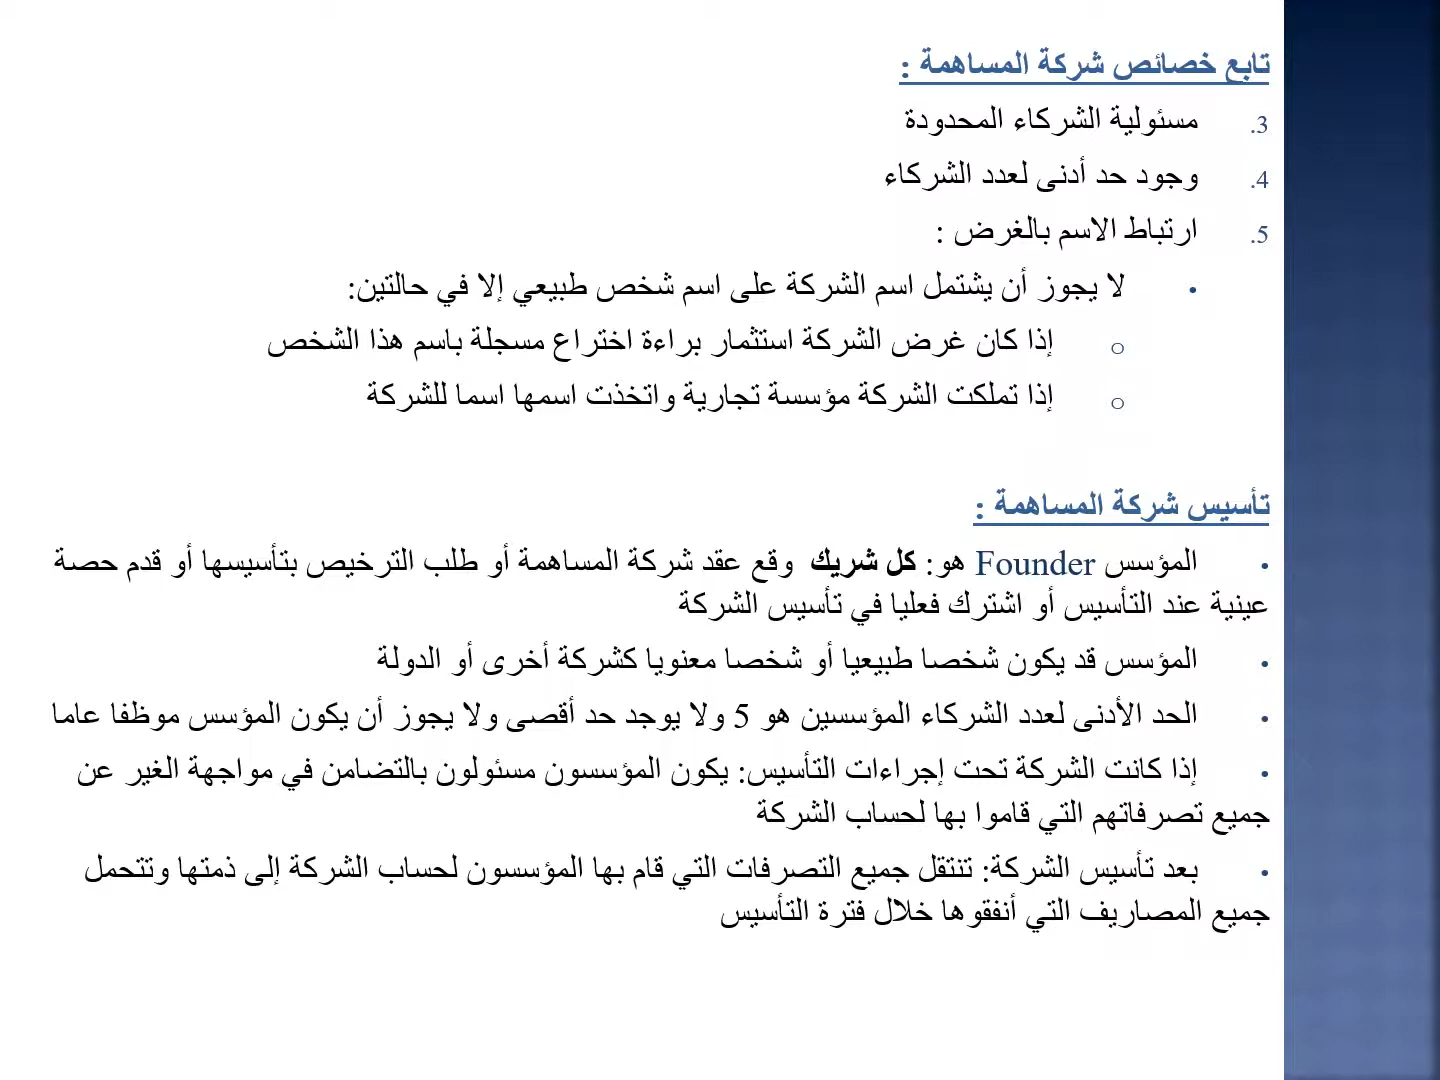 تابع خصائص شركة المساهمة :
3. مسئولية الشركاء المحدودة
4. وجود حد أدنى لعدد الشركاء
5. ارتباط الاسم بالغرض :
• لا يجوز أن يشتمل اسم الشركة على اسم شخص طبيعي إلا في حالتين:
o إذا كان غرض الشركة استثمار براءة اختراع مسجلة باسم هذا الشخص
o إذا تملكت الشركة مؤسسة تجارية واتخذت اسمها اسما للشركة
تأسيس شركة المساهمة :
• المؤسس Founder هو: كل شريك وقع عقد شركة المساهمة أو طلب الترخيص بتأسيسها أو قدم حصة
عينية عند التأسيس أو اشترك فعليا في تأسيس الشركة
• المؤسس قد يكون شخصا طبيعيا أو شخصا معنويا كشركة أخرى أو الدولة
• الحد الأدنى لعدد الشركاء المؤسسين هو 5 ولا يوجد حد أقصى ولا يجوز أن يكون المؤسس موظفا عاما
• إذا كانت الشركة تحت إجراءات التأسيس: يكون المؤسسون مسئولون بالتضامن في مواجهة الغير عن
جميع تصرفاتهم التي قاموا بها لحساب الشركة
• بعد تأسيس الشركة: تنتقل جميع التصرفات التي قام بها المؤسسون لحساب الشركة إلى ذمتها وتتحمل
جميع المصاريف التي أنفقوها خلال فترة التأسيس